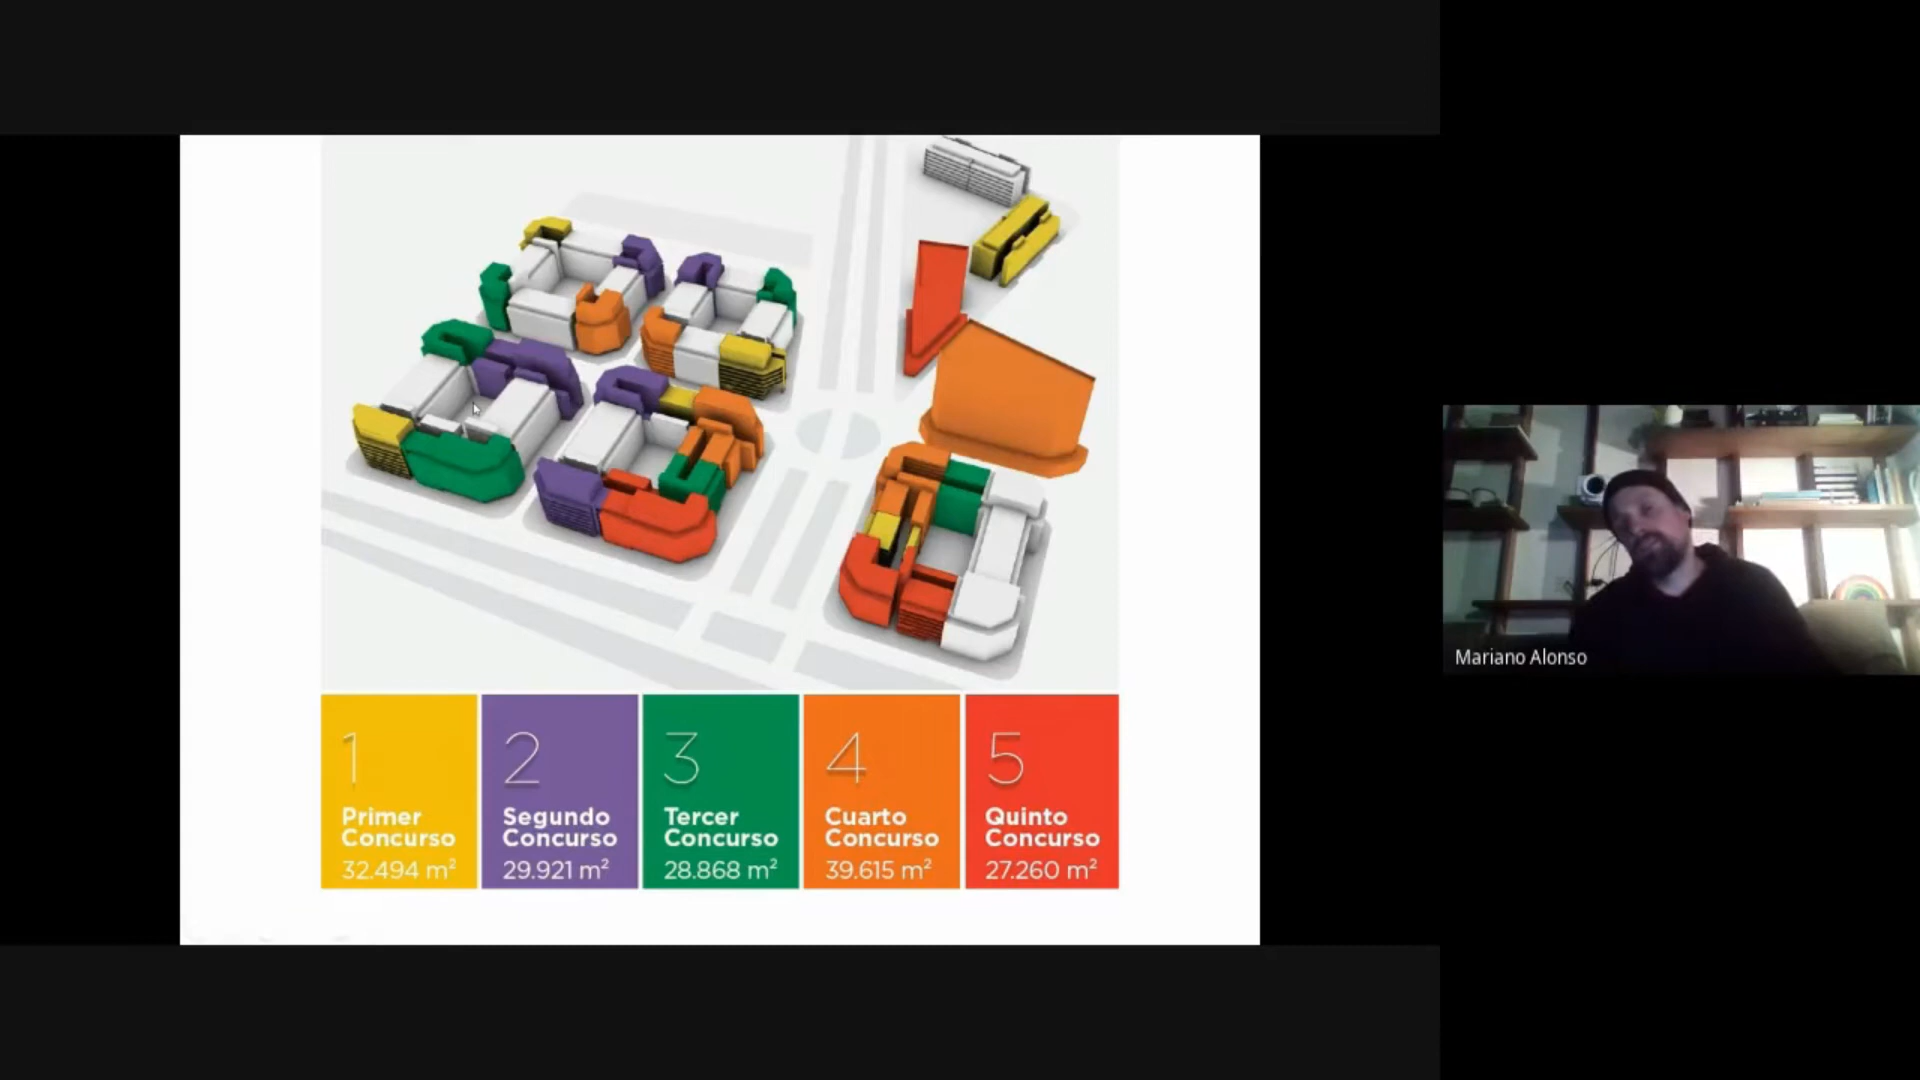 1
Primer
Concurso
32.494 m²
2
Segundo
Concurso
29.921 m²
3
Tercer
Concurso
28.868 m²
4
Cuarto
Concurso
39.615 m²
5
Quinto
Concurso
27.260 m²
Mariano Alonso